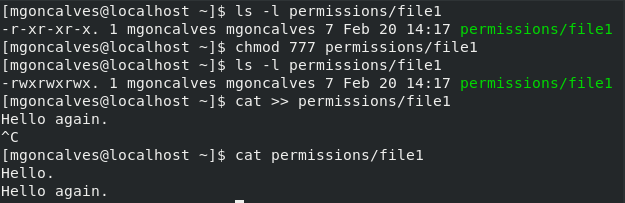 [mgoncalves@localhost ~]$ ls -l permissions/file1
-r-xr-xr-x. 1 mgoncalves mgoncalves 7 Feb 20 14:17 permissions/file1
[mgoncalves@localhost ~]$ chmod 777 permissions/file1
[mgoncalves@localhost ~]$ ls -l permissions/file1
-rwxrwxrwx. 1 mgoncalves mgoncalves 7 Feb 20 14:17 permissions/file1
[mgoncalves@localhost ~]$ cat >> permissions/file1
Hello again.
^C
[mgoncalves@localhost ~]$ cat permissions/file1
Hello.
Hello again.